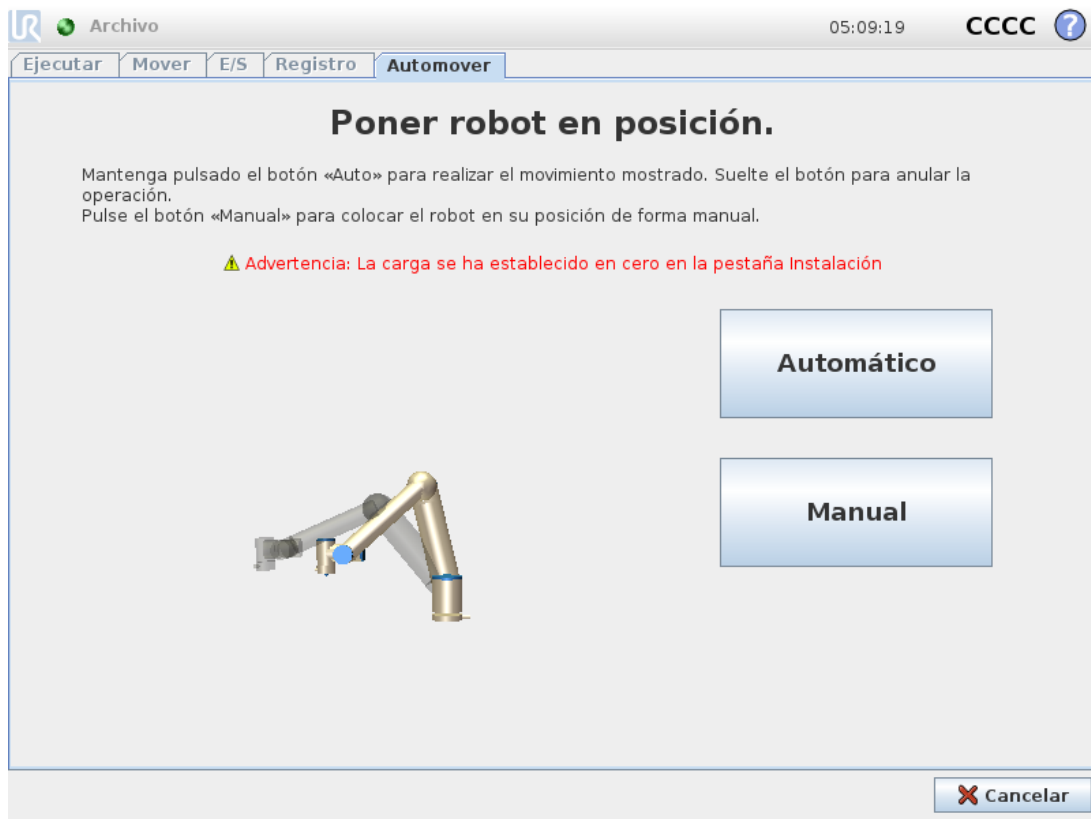 UR Archivo 05:09:19 CCCC ?
Ejecutar Mover E/S Registro Automover
Poner robot en posición.
Mantenga pulsado el botón «Auto» para realizar el movimiento mostrado. Suelte el botón para anular la
operación.
Pulse el botón «Manual» para colocar el robot en su posición de forma manual.
Advertencia: La carga se ha establecido en cero en la pestaña Instalación
Automático
Manual
Cancelar